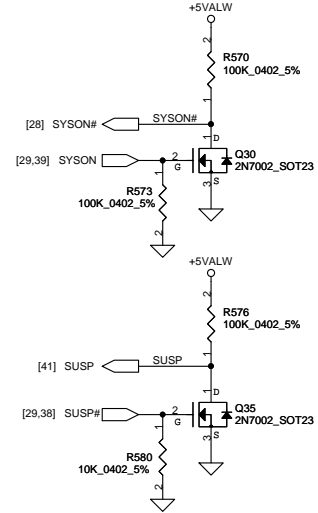 +5VALW
2
R570
100K_0402_5%
1
[28] SYSON#
SYSON#
1 D
Q30
2N7002_SOT23
[29,39] SYSON
2
G
3 S
1
R573
100K_0402_5%
2
+5VALW
2
R576
100K_0402_5%
1
[41] SUSP
SUSP
1 D
Q35
2N7002_SOT23
[29,38] SUSP#
2
G
3 S
1
R580
10K_0402_5%
2